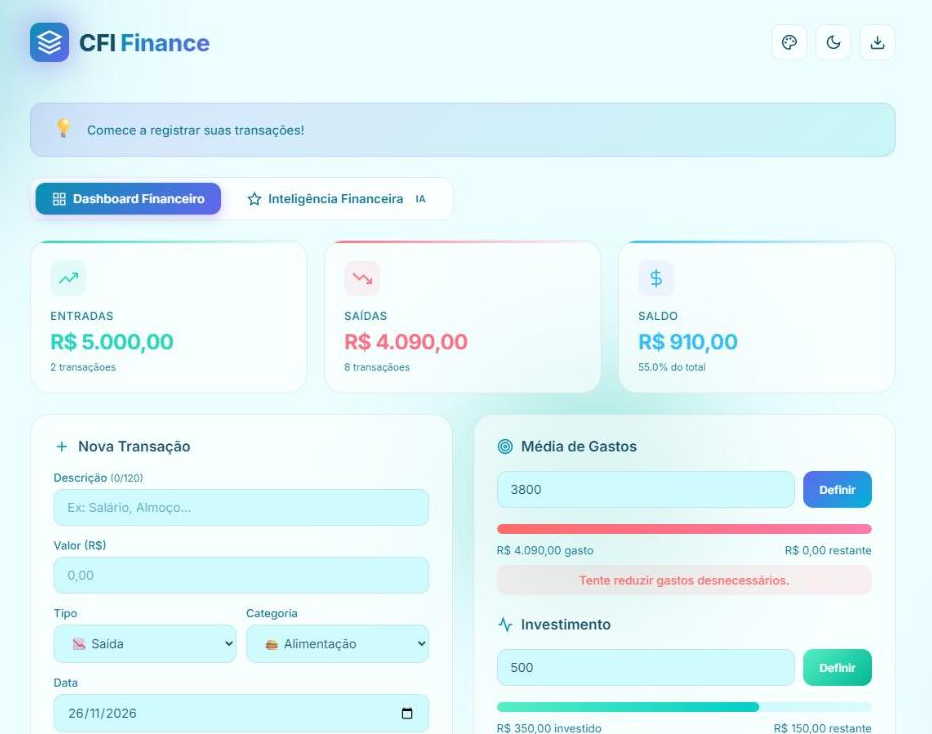 CFI Finance
Comece a registrar suas transações!
Dashboard Financeiro
Inteligência Financeira IA
ENTRADAS
R$ 5.000,00
2 transaçãoes
SAÍDAS
R$ 4.090,00
8 transaçãoes
SALDO
R$ 910,00
55.0% do total
Nova Transação
Descrição (0/120)
Ex: Salário, Almoço...
Valor (R$)
0,00
Tipo
Categoria
Saída
Alimentação
Data
26/11/2026
Média de Gastos
3800
Definir
R$ 4.090,00 gasto
R$ 0,00 restante
Tente reduzir gastos desnecessários.
Investimento
500
Definir
R$ 350,00 investido
R$ 150,00 restante